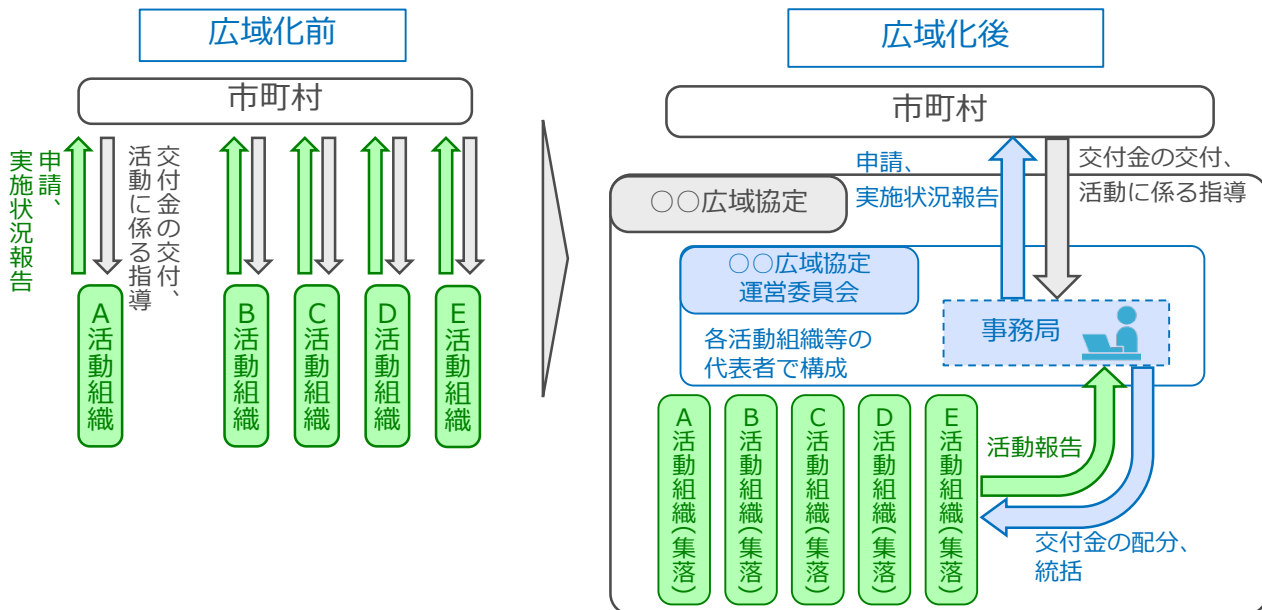 広域化前
市町村
申請、
実施状況報告
交付金の交付、
活動に係る指導
A活動組織
B活動組織
C活動組織
D活動組織
E活動組織
広域化後
市町村
申請、
実施状況報告
交付金の交付、
活動に係る指導
○○広域協定
○○広域協定
運営委員会
事務局
各活動組織等の
代表者で構成
A活動組織(集落)
B活動組織(集落)
C活動組織(集落)
D活動組織(集落)
E活動組織(集落)
活動報告
交付金の配分、
統括